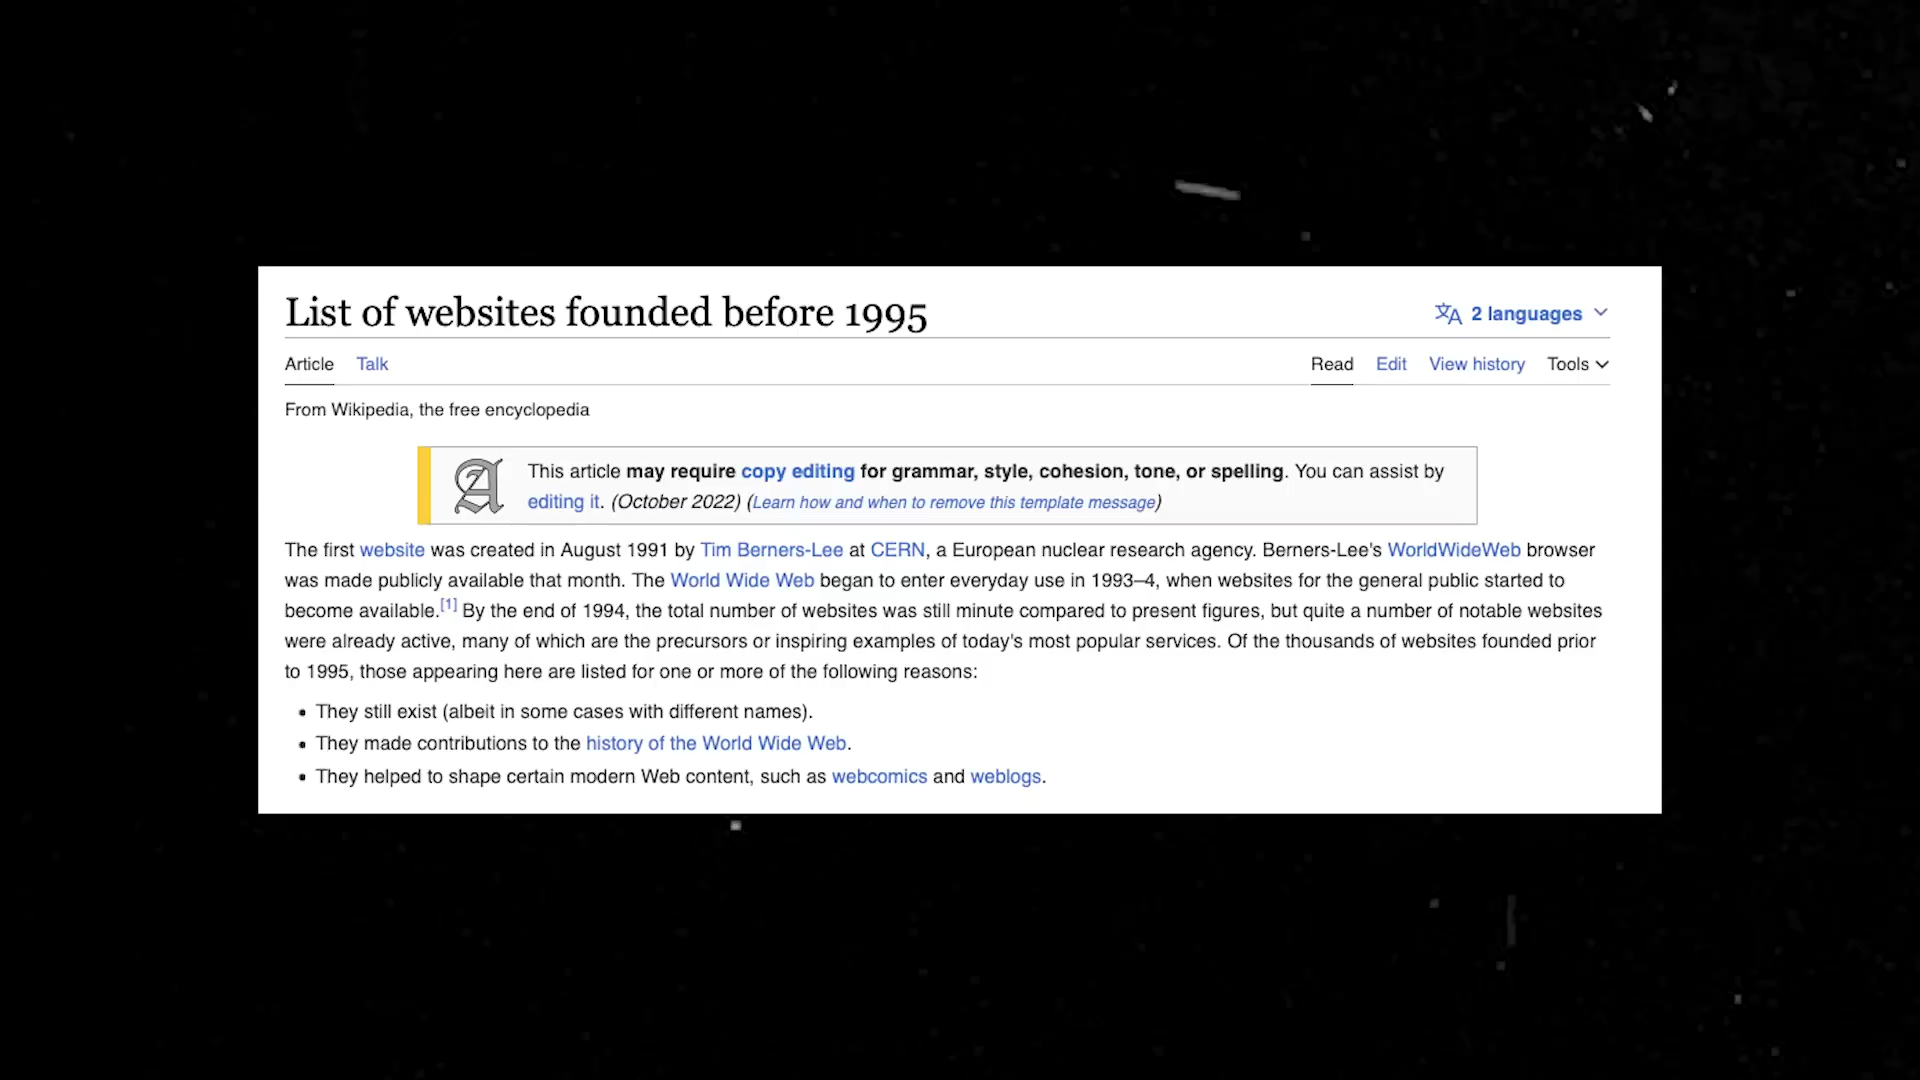 List of websites founded before 1995
2 languages
Article Talk
Read Edit View history Tools
From Wikipedia, the free encyclopedia
This article may require copy editing for grammar, style, cohesion, tone, or spelling. You can assist by
editing it. (October 2022) (Learn how and when to remove this template message)
The first website was created in August 1991 by Tim Berners-Lee at CERN, a European nuclear research agency. Berners-Lee's WorldWideWeb browser
was made publicly available that month. The World Wide Web began to enter everyday use in 1993–4, when websites for the general public started to
become available.[1] By the end of 1994, the total number of websites was still minute compared to present figures, but quite a number of notable websites
were already active, many of which are the precursors or inspiring examples of today's most popular services. Of the thousands of websites founded prior
to 1995, those appearing here are listed for one or more of the following reasons:
• They still exist (albeit in some cases with different names).
• They made contributions to the history of the World Wide Web.
• They helped to shape certain modern Web content, such as webcomics and weblogs.